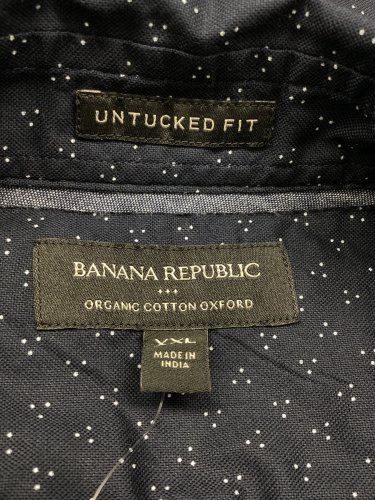 UNTUCKED FIT
BANANA REPUBLIC
ORGANIC COTTON OXFORD
XXL
MADE IN
INDIA